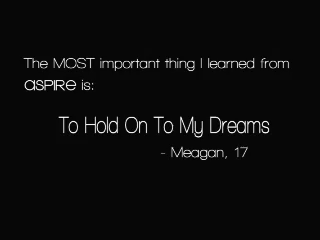 The MOST important thing I learned from
aspire is:
To Hold On To My Dreams
- Meagan, 17